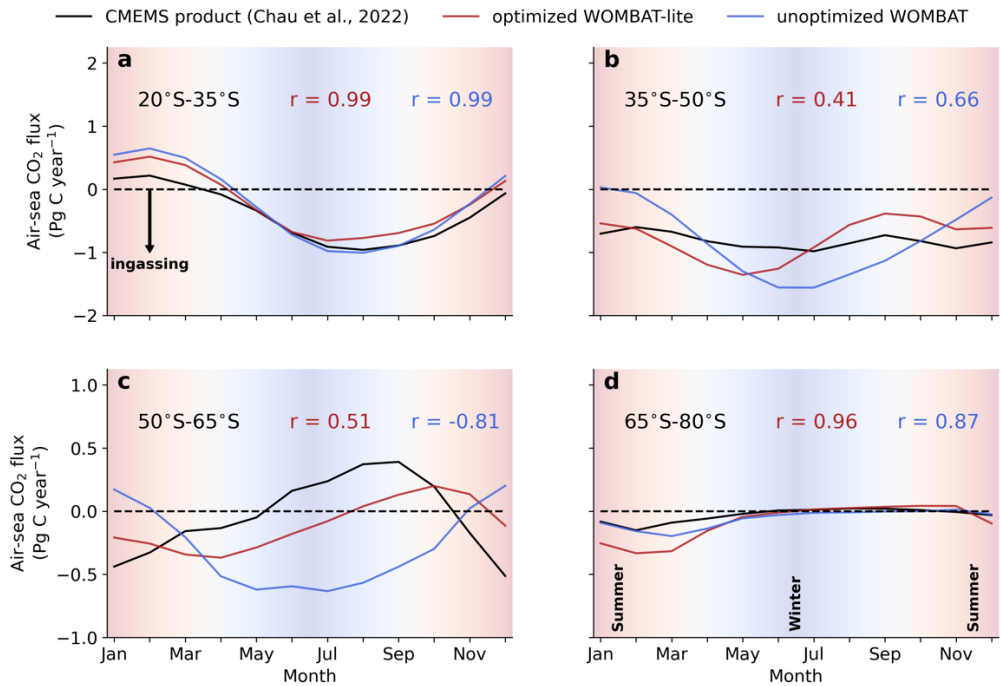 CMEMS product (Chau et al., 2022) optimized WOMBAT-lite unoptimized WOMBAT
a
20°S-35°S r = 0.99 r = 0.99
ingassing
2
1
0
−1
−2
Air-sea CO₂ flux
(Pg C year⁻¹)
b
35°S-50°S r = 0.41 r = 0.66
c
50°S-65°S r = 0.51 r = -0.81
1.0
0.5
0.0
−0.5
−1.0
Air-sea CO₂ flux
(Pg C year⁻¹)
Jan Mar May Jul Sep Nov
Month
d
65°S-80°S r = 0.96 r = 0.87
Summer
Winter
Summer
Jan Mar May Jul Sep Nov
Month